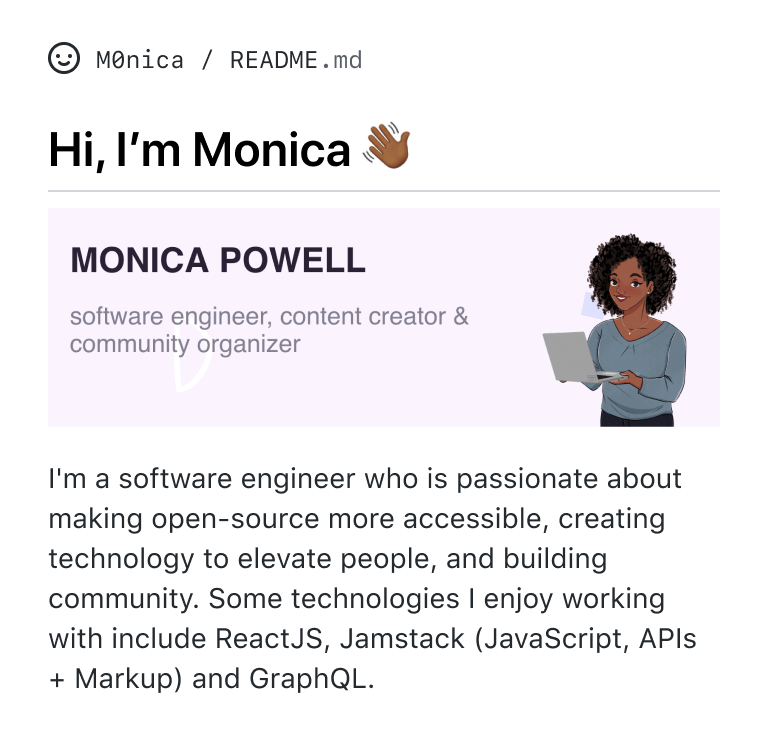 M0nica / README.md
Hi, I’m Monica 👋🏾
MONICA POWELL
software engineer, content creator &
community organizer
I'm a software engineer who is passionate about
making open-source more accessible, creating
technology to elevate people, and building
community. Some technologies I enjoy working
with include ReactJS, Jamstack (JavaScript, APIs
+ Markup) and GraphQL.